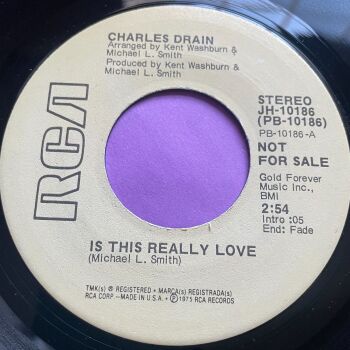 CHARLES DRAIN
Arranged by Kent Washburn &
Michael L. Smith
Produced by Kent Washburn &
Michael L. Smith
RCA
STEREO
JH-10186
(PB-10186)
PB-10186-A
NOT
FOR SALE
Gold Forever
Music Inc.,
BMI
2:54
Intro :05
End: Fade
IS THIS REALLY LOVE
(Michael L. Smith)
TMK(s) ® REGISTERED • MARCA(s) REGISTRADA(s)
RCA CORP.—MADE IN U.S.A. • ℗ 1975 RCA RECORDS